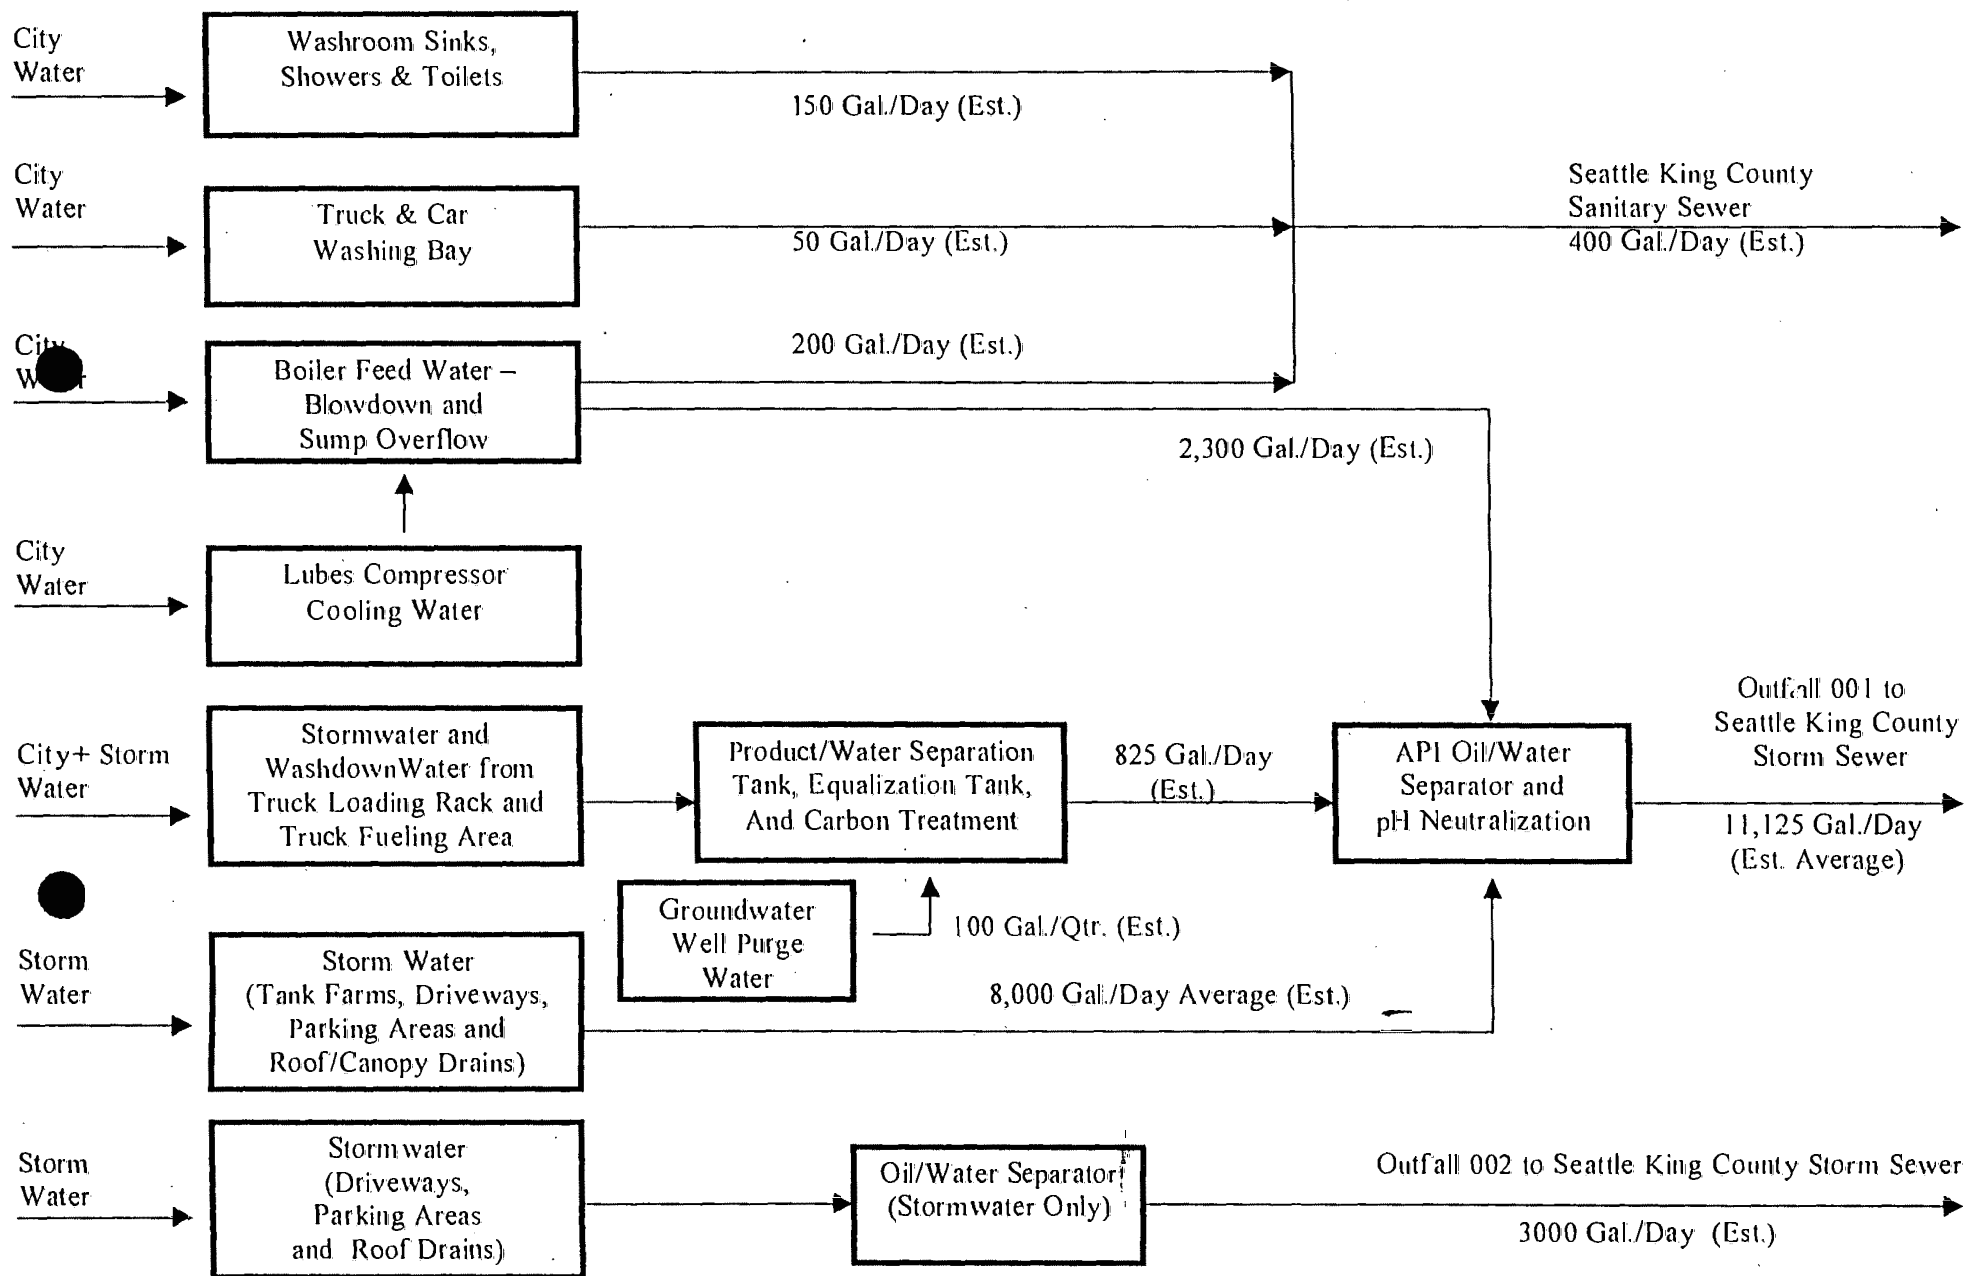 City
Water
Washroom Sinks,
Showers & Toilets
150 Gal./Day (Est.)
City
Water
Truck & Car
Washing Bay
50 Gal./Day (Est.)
Seattle King County
Sanitary Sewer
400 Gal./Day (Est.)
City
Boiler Feed Water –
Blowdown and
Sump Overflow
200 Gal./Day (Est.)
2,300 Gal./Day (Est.)
City
Water
Lubes Compressor
Cooling Water
City+ Storm
Water
Stormwater and
WashdownWater from
Truck Loading Rack and
Truck Fueling Area
Product/Water Separation
Tank, Equalization Tank,
And Carbon Treatment
825 Gal./Day
(Est.)
API Oil/Water
Separator and
pH Neutralization
Outfall 001 to
Seattle King County
Storm Sewer
11,125 Gal./Day
(Est. Average)
Groundwater
Well Purge
Water
100 Gal./Qtr. (Est.)
Storm
Water
Storm Water
(Tank Farms, Driveways,
Parking Areas and
Roof/Canopy Drains)
8,000 Gal./Day Average (Est.)
Storm
Water
Stormwater
(Driveways,
Parking Areas
and Roof Drains)
Oil/Water Separator
(Stormwater Only)
Outfall 002 to Seattle King County Storm Sewer
3000 Gal./Day (Est.)